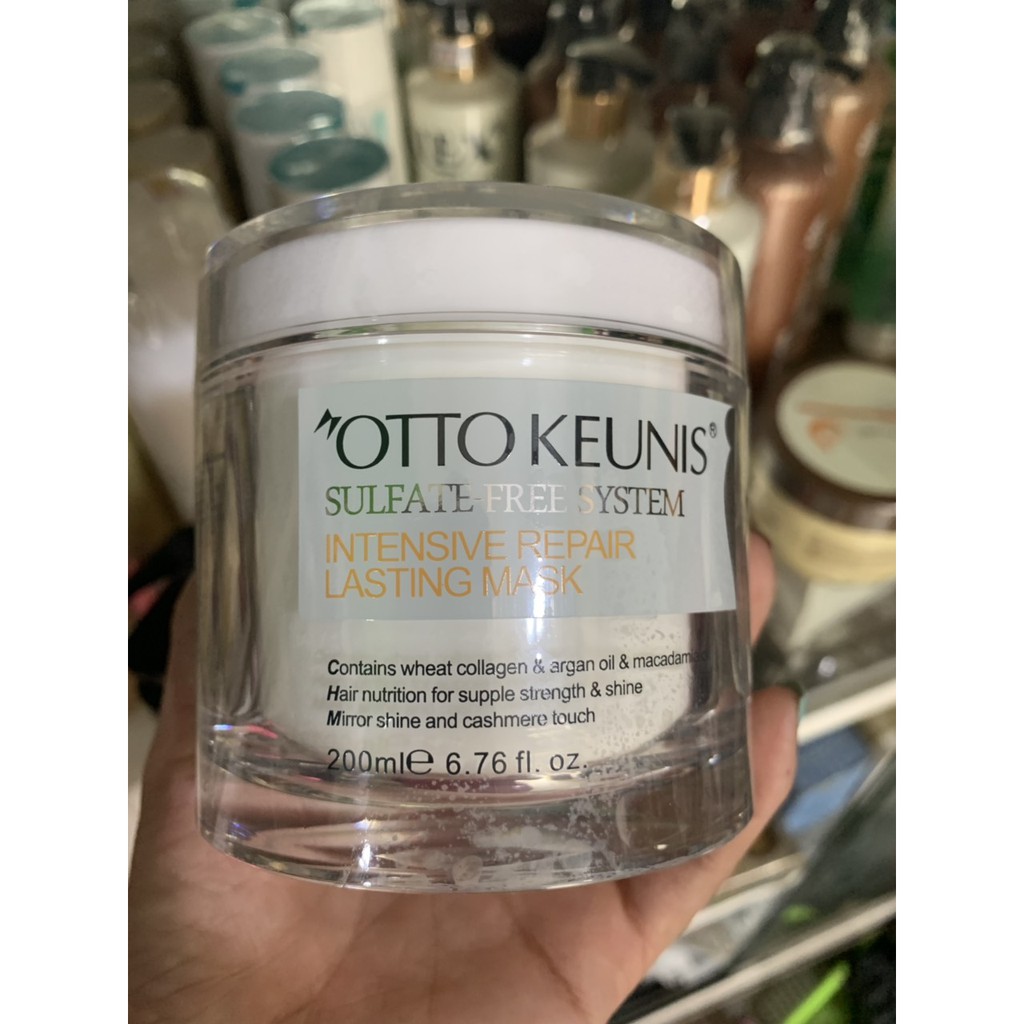 OTTO KEUNIS®
SULFATE-FREE SYSTEM
INTENSIVE REPAIR
LASTING MASK
Contains wheat collagen & argan oil & macadamia
Hair nutrition for supple strength & shine
Mirror shine and cashmere touch
200ml℮ 6.76 fl. oz.